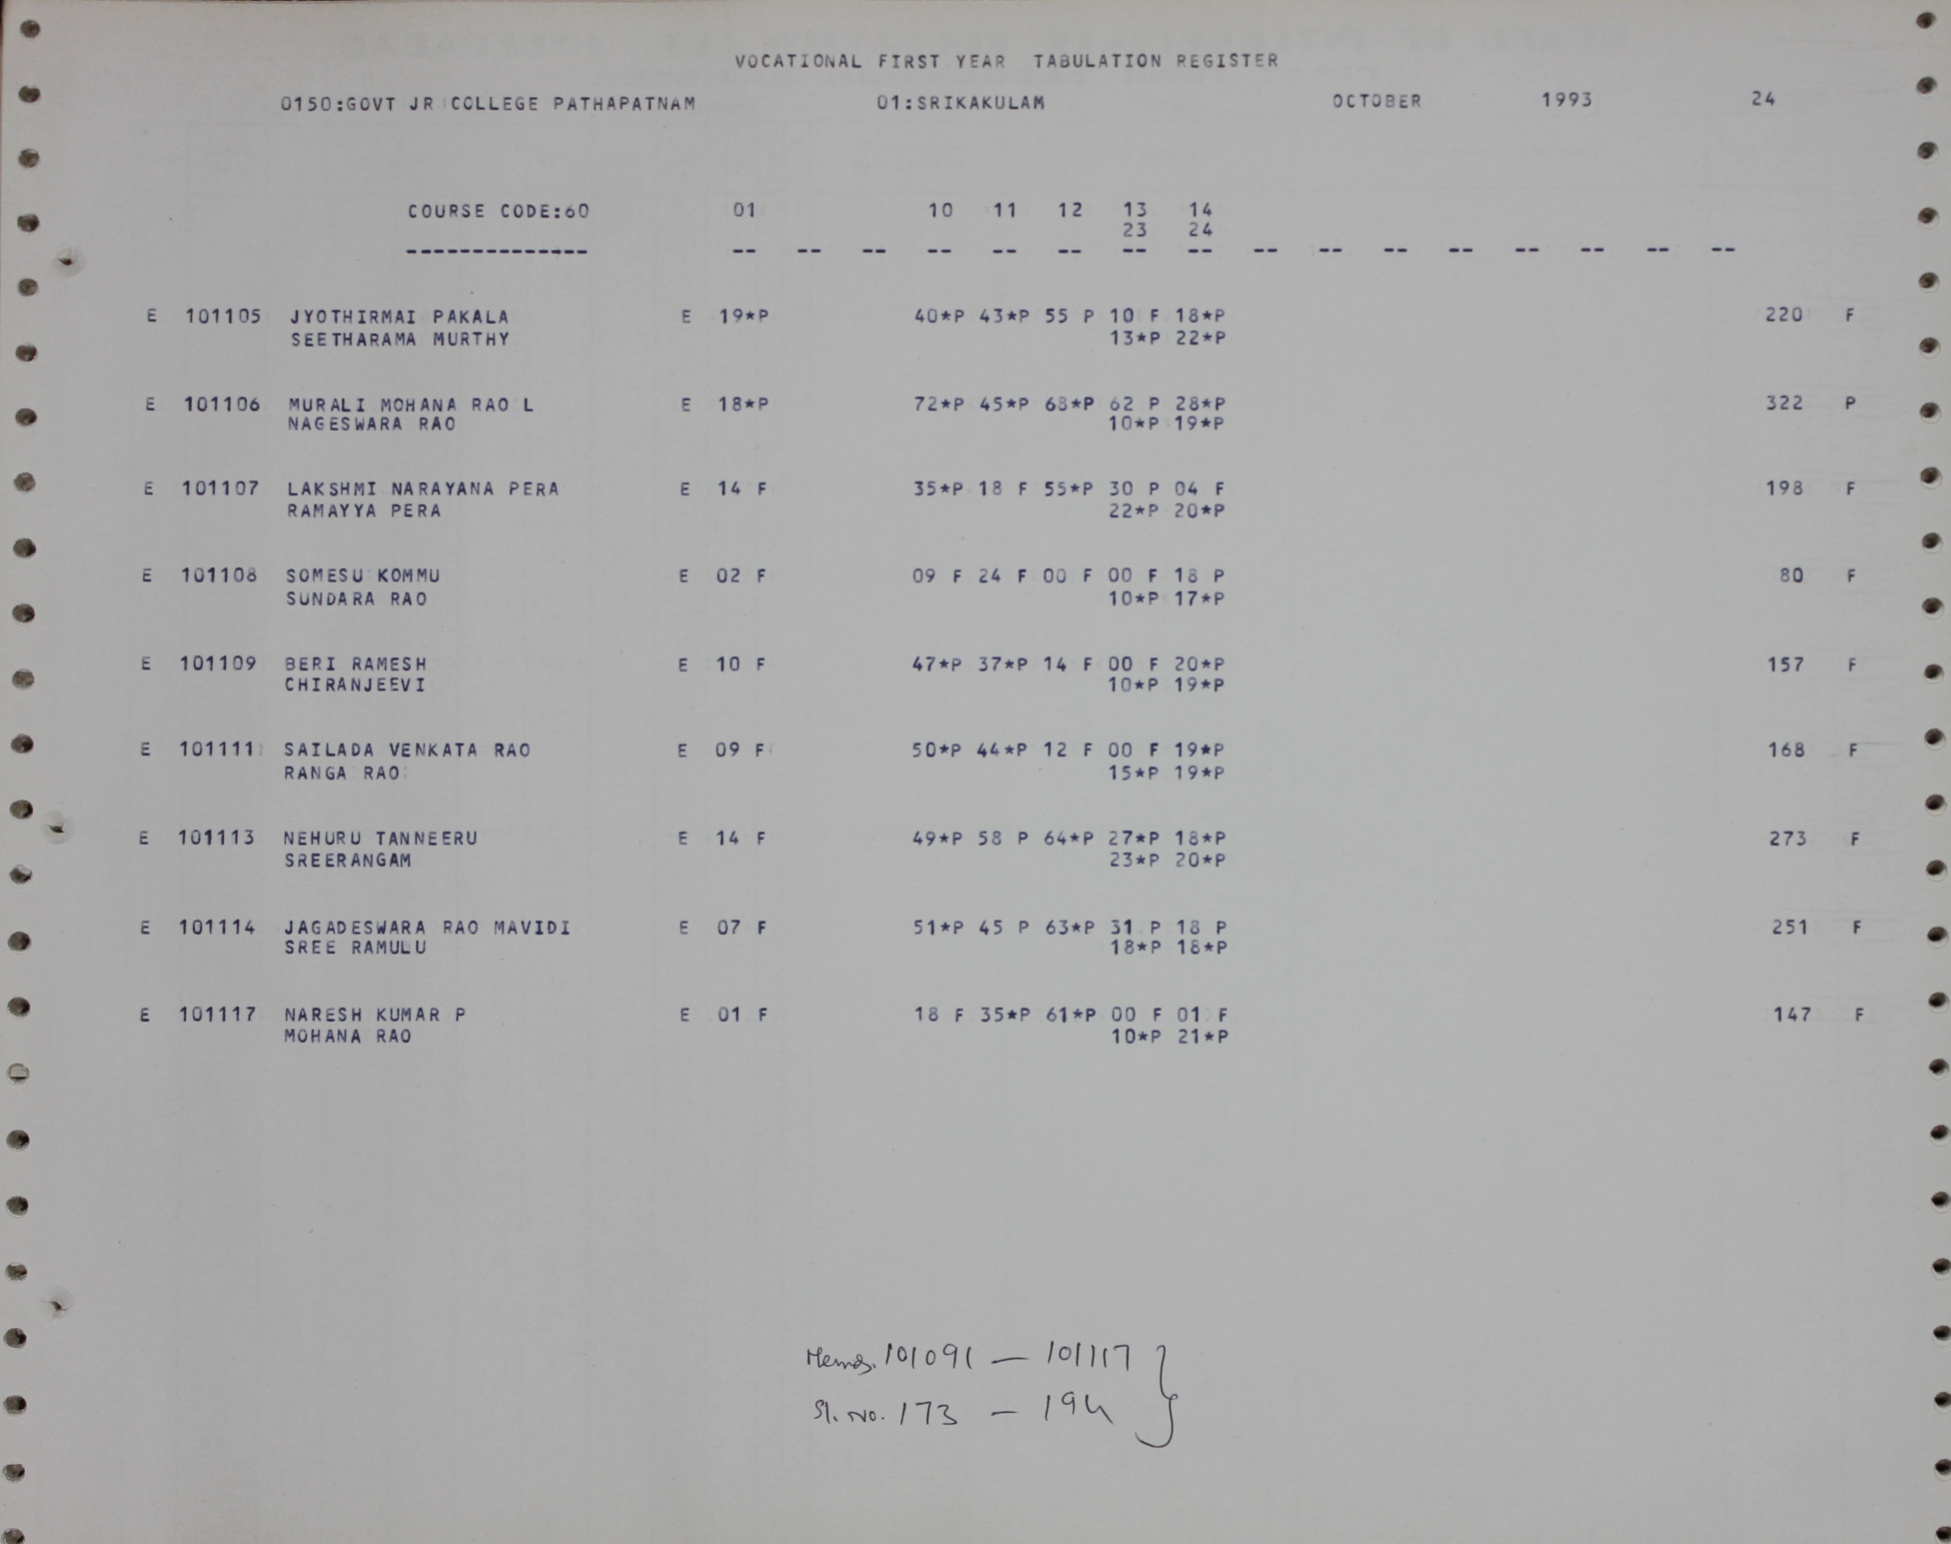 VOCATIONAL FIRST YEAR TABULATION REGISTER
0150:GOVT JR COLLEGE PATHAPATNAM 01:SRIKAKULAM OCTOBER 1993 24
COURSE CODE:60 01 10 11 12 13 14
23 24
-------------- -- -- -- -- -- -- -- -- -- -- -- -- -- -- -- --
E 101105 JYOTHIRMAI PAKALA E 19*P 40*P 43*P 55 P 10 F 18*P 220 F
SEETHARAMA MURTHY 13*P 22*P
E 101106 MURALI MOHANA RAO L E 18*P 72*P 45*P 68*P 62 P 28*P 322 P
NAGESWARA RAO 10*P 19*P
E 101107 LAKSHMI NARAYANA PERA E 14 F 35*P 18 F 55*P 30 P 04 F 198 F
RAMAYYA PERA 22*P 20*P
E 101108 SOMESU KOMMU E 02 F 09 F 24 F 00 F 00 F 18 P 80 F
SUNDARA RAO 10*P 17*P
E 101109 BERI RAMESH E 10 F 47*P 37*P 14 F 00 F 20*P 157 F
CHIRANJEEVI 10*P 19*P
E 101111 SAILADA VENKATA RAO E 09 F 50*P 44*P 12 F 00 F 19*P 168 F
RANGA RAO 15*P 19*P
E 101113 NEHURU TANNEERU E 14 F 49*P 58 P 64*P 27*P 18*P 273 F
SREERANGAM 23*P 20*P
E 101114 JAGADESWARA RAO MAVIDI E 07 F 51*P 45 P 63*P 31 P 18 P 251 F
SREE RAMULU 18*P 18*P
E 101117 NARESH KUMAR P E 01 F 18 F 35*P 61*P 00 F 01 F 147 F
MOHANA RAO 10*P 21*P
Memos. 101091 — 101117 }
Sl. No. 173 — 194